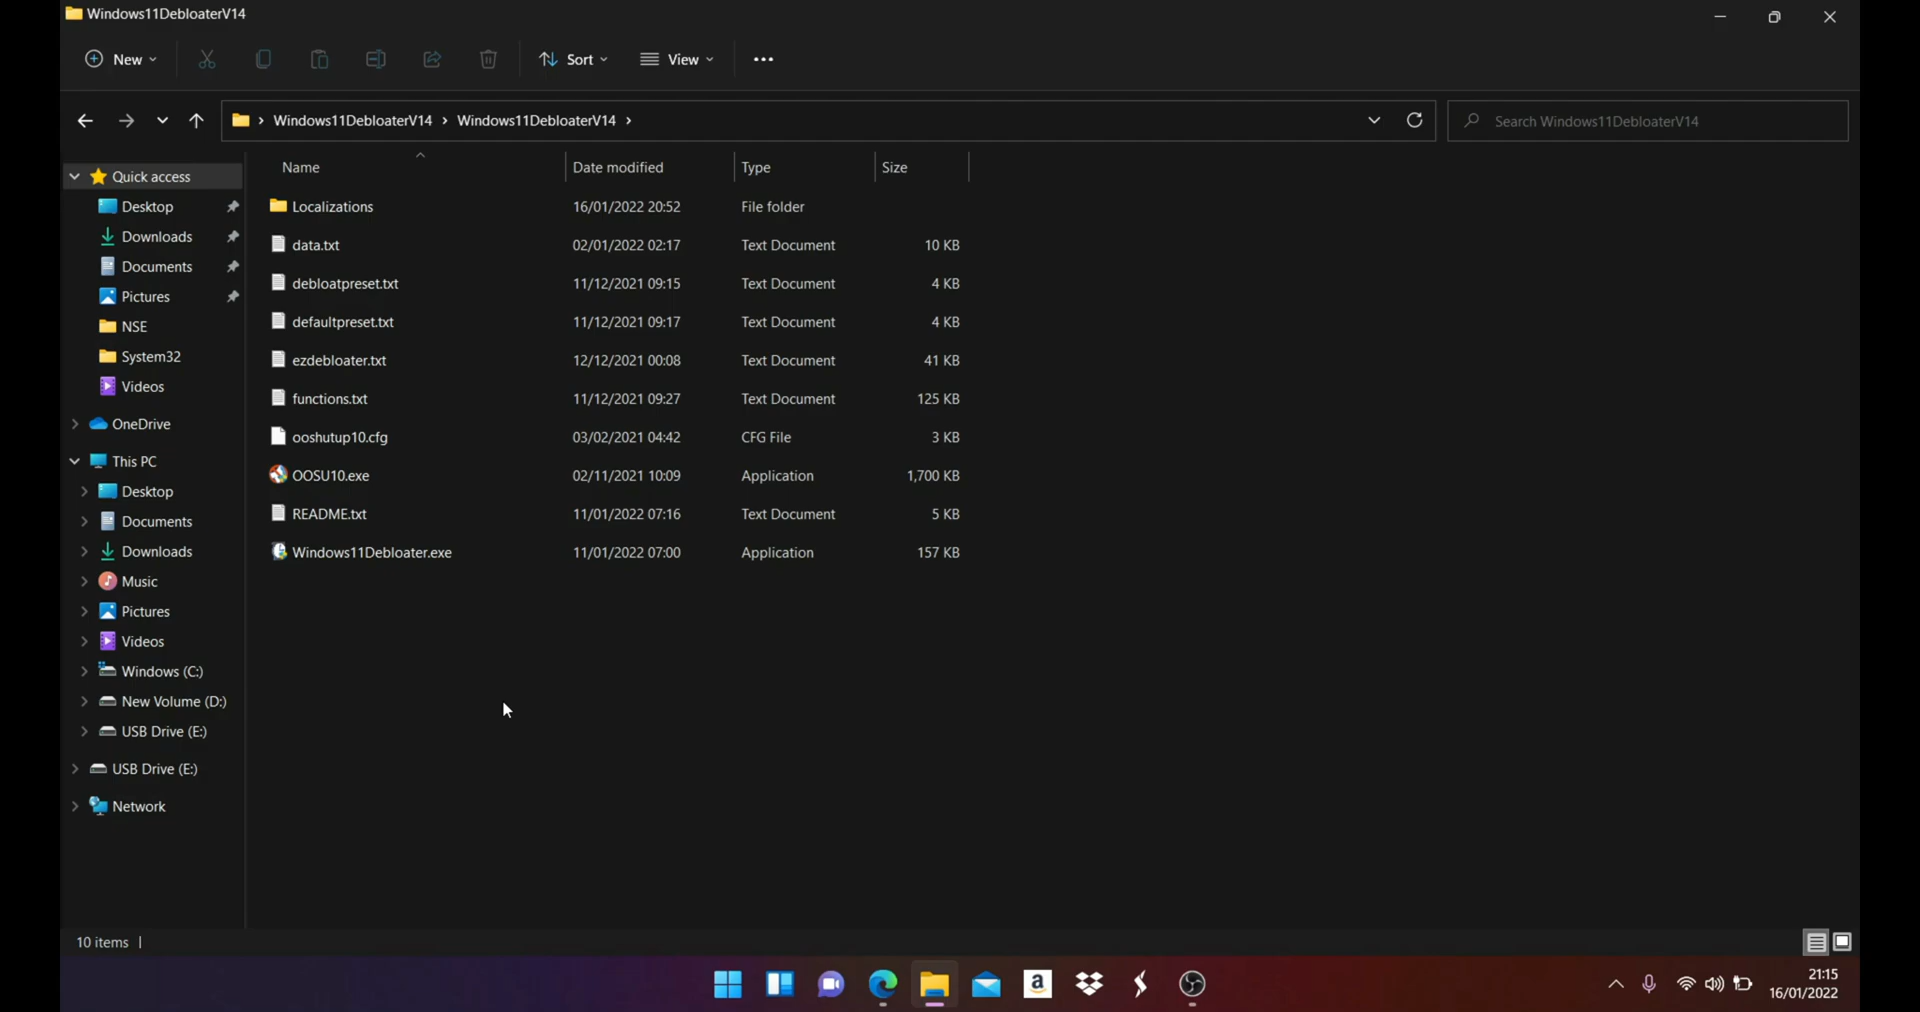 Windows11DebloaterV14
New Sort View
Windows11DebloaterV14 Windows11DebloaterV14 Search Windows11DebloaterV14
Name Date modified Type Size
Quick access
Desktop
Downloads
Documents
Pictures
NSE
System32
Videos
OneDrive
This PC
Desktop
Documents
Downloads
Music
Pictures
Videos
Windows (C:)
New Volume (D:)
USB Drive (E:)
USB Drive (E:)
Network
Localizations 16/01/2022 20:52 File folder
data.txt 02/01/2022 02:17 Text Document 10 KB
debloatpreset.txt 11/12/2021 09:15 Text Document 4 KB
defaultpreset.txt 11/12/2021 09:17 Text Document 4 KB
ezdebloater.txt 12/12/2021 00:08 Text Document 41 KB
functions.txt 11/12/2021 09:27 Text Document 125 KB
ooshutup10.cfg 03/02/2021 04:42 CFG File 3 KB
OOSU10.exe 02/11/2021 10:09 Application 1,700 KB
README.txt 11/01/2022 07:16 Text Document 5 KB
Windows11Debloater.exe 11/01/2022 07:00 Application 157 KB
10 items
a
21:15
16/01/2022